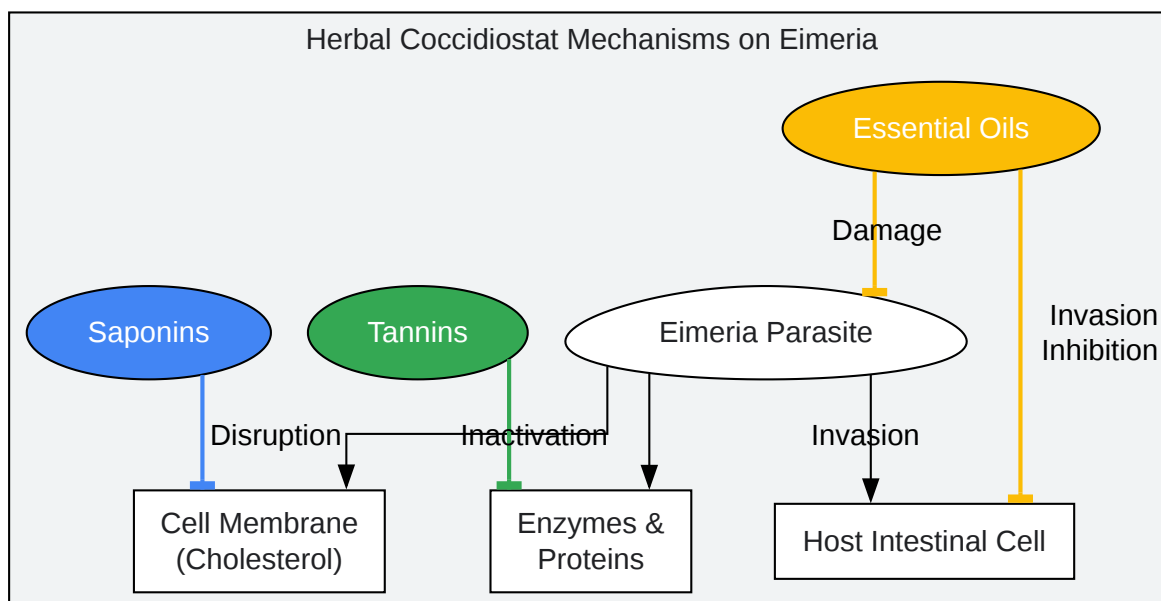 Herbal Coccidiostat Mechanisms on Eimeria
Essential Oils
Damage
Saponins
Tannins
Eimeria Parasite
Invasion
Inhibition
Disruption
Inactivation
Invasion
Cell Membrane
(Cholesterol)
Enzymes &
Proteins
Host Intestinal Cell